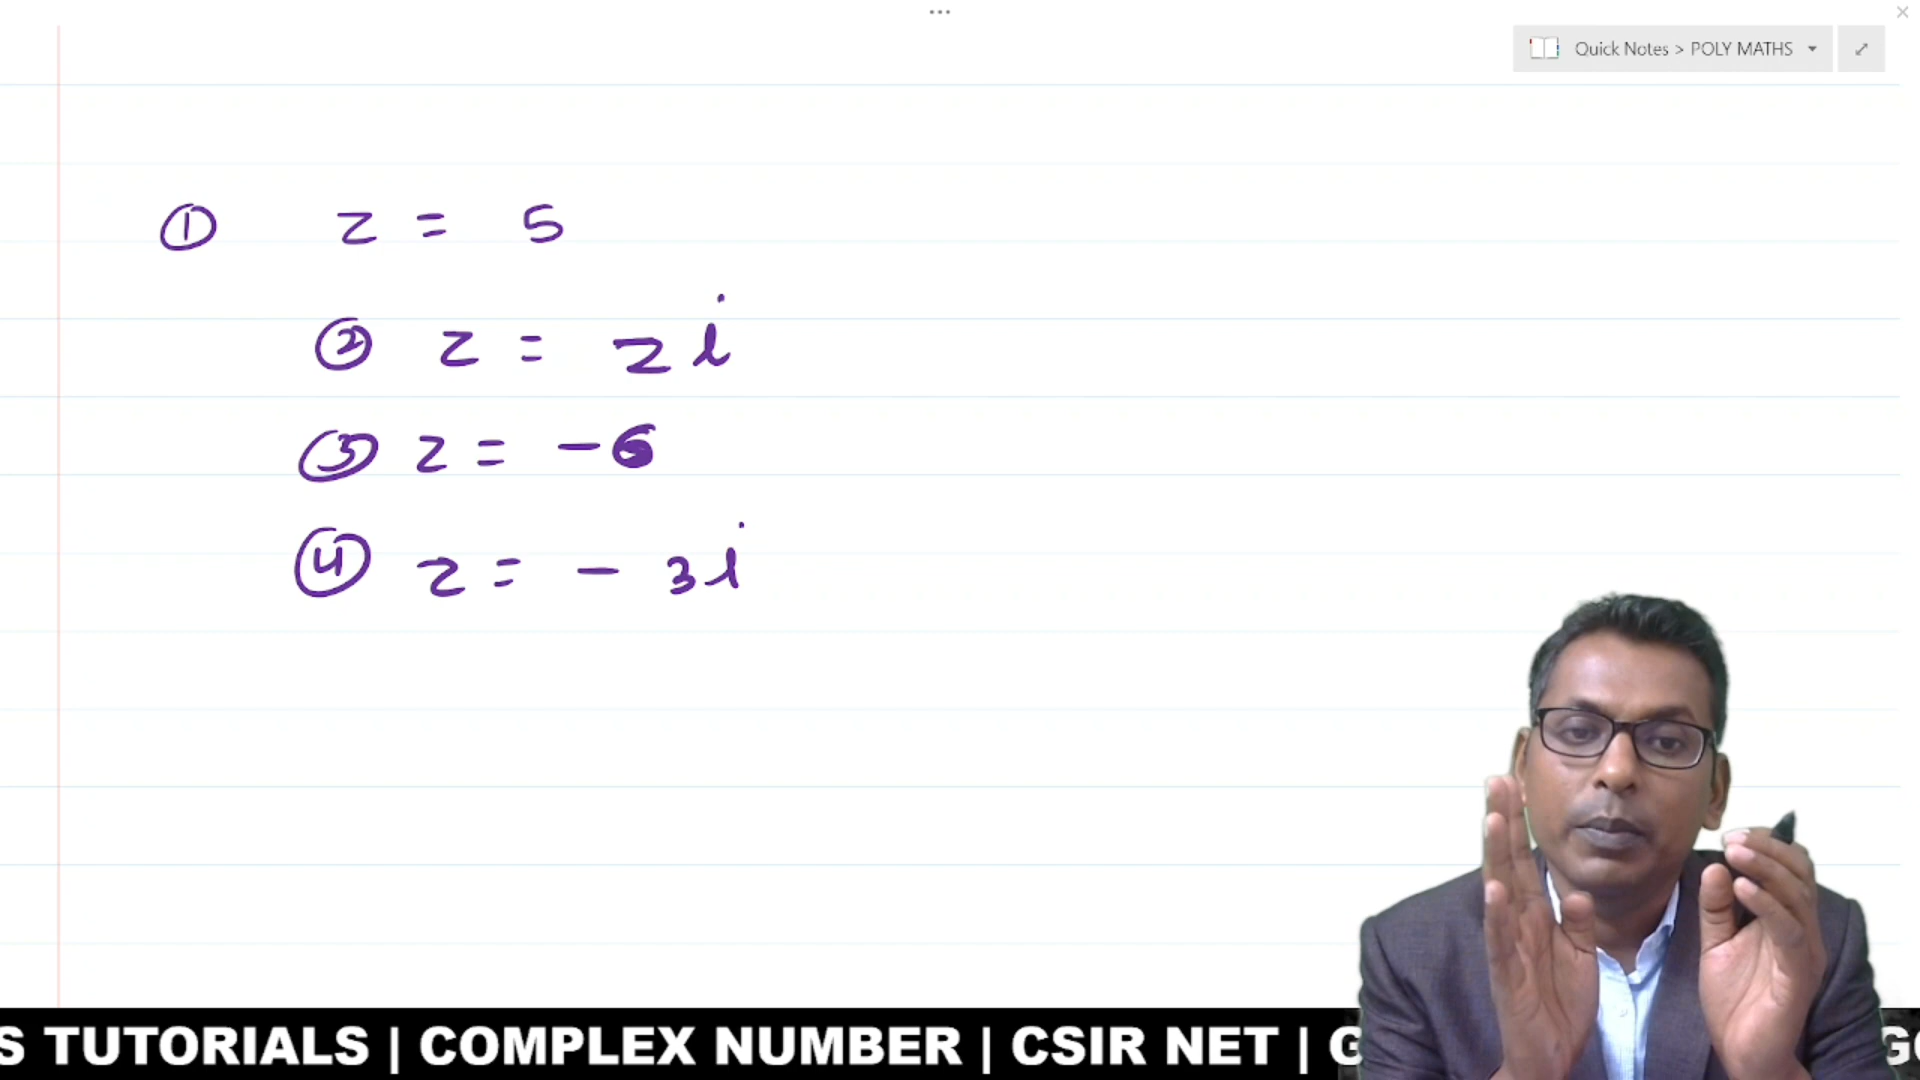 Quick Notes > POLY MATHS
① z = 5
② z = 2i
③ z = -6
④ z = - 3i
S TUTORIALS | COMPLEX NUMBER | CSIR NET | G